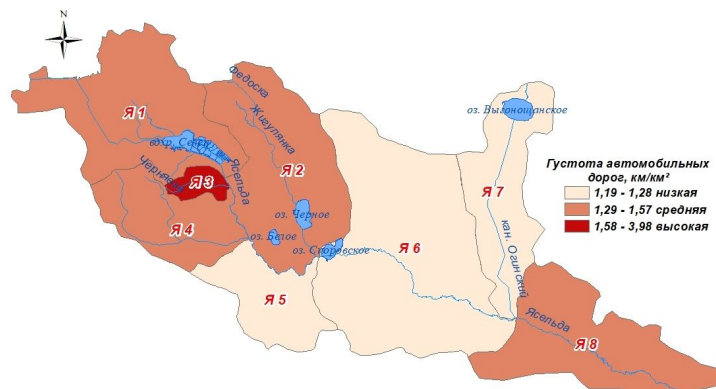 N
Федоска
Жигулянка
оз. Выгонощанское
Я 1
вдхр. Селец
Ясельда
Я 2
Черничка
Я 3
Я 4
оз. Черное
оз. Белое
оз. Споровское
Я 5
Я 6
Я 7
кан. Огинский
Ясельда
Я 8
Густота автомобильных
дорог, км/км²
1,19 - 1,28 низкая
1,29 - 1,57 средняя
1,58 - 3,98 высокая